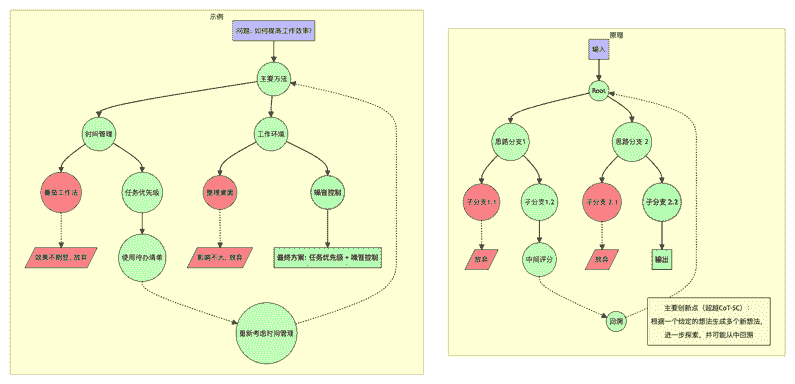 示例
问题: 如何提高工作效率?
主要方法
时间管理
工作环境
番茄工作法
任务优先级
整理桌面
噪音控制
效果不明显, 放弃
使用待办清单
影响不大, 放弃
最终方案: 任务优先级 + 噪音控制
重新考虑时间管理
原理
输入
Root
思路分支1
思路分支 2
子分支1.1
子分支1.2
子分支 2.1
子分支 2.2
放弃
中间评分
放弃
输出
回溯
主要创新点（超越CoT-SC）:
根据一个给定的想法生成多个新想法,
进一步探索, 并可能从中回溯